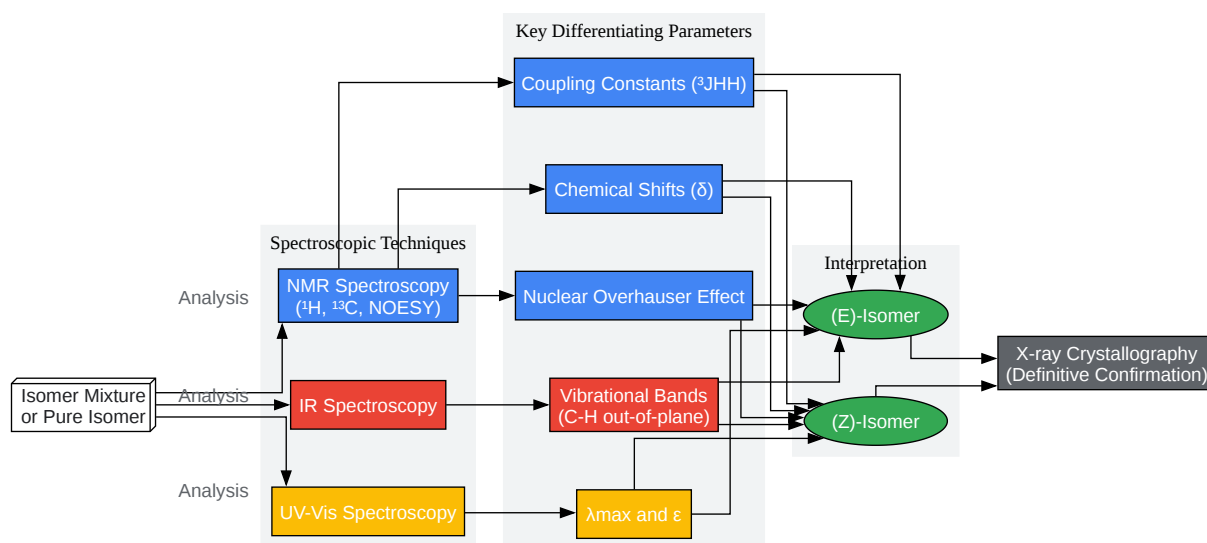 Key Differentiating Parameters
Coupling Constants (³JHH)
Chemical Shifts (δ)
Spectroscopic Techniques
Interpretation
NMR Spectroscopy
(¹H, ¹³C, NOESY)
Analysis
Nuclear Overhauser Effect
(E)-Isomer
X-ray Crystallography
(Definitive Confirmation)
Isomer Mixture
or Pure Isomer
Analysis
IR Spectroscopy
Vibrational Bands
(C-H out-of-plane)
(Z)-Isomer
Analysis
UV-Vis Spectroscopy
λmax and ε